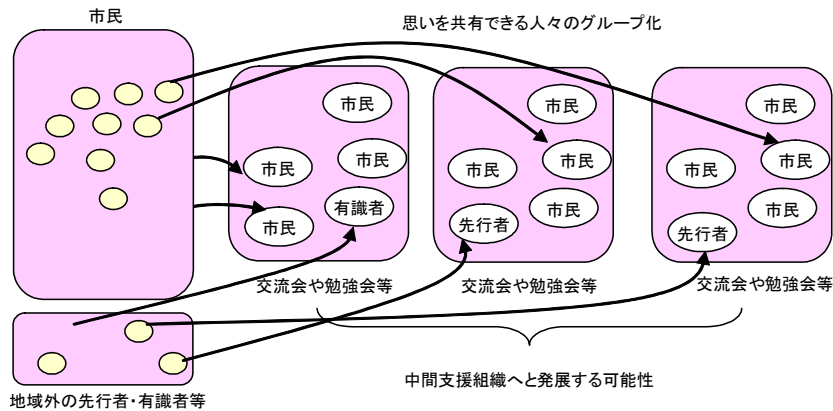 市民
思いを共有できる人々のグループ化
市民
市民
市民
市民
有識者
市民
市民
市民
市民
先行者
市民
市民
市民
市民
先行者
交流会や勉強会等
交流会や勉強会等
交流会や勉強会等
中間支援組織へと発展する可能性
地域外の先行者・有識者等